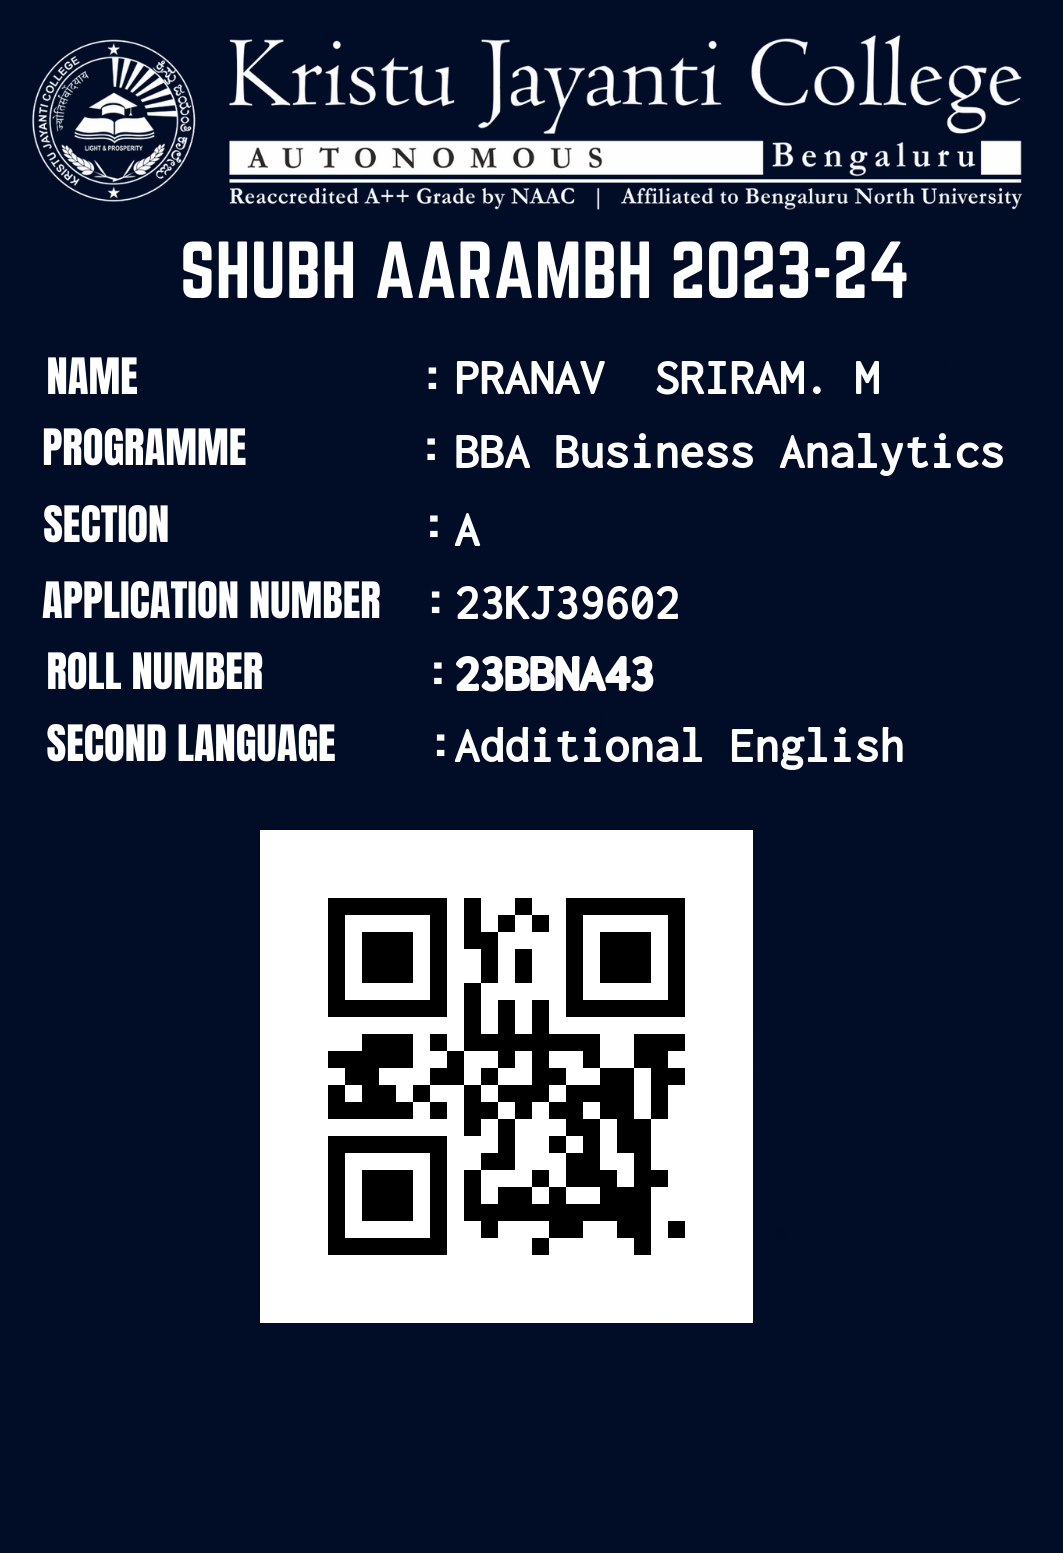 KRISTU JAYANTI COLLEGE
ज्योतिर्समृद्धिदायाय
LIGHT & PROSPERITY
Kristu Jayanti College
AUTONOMOUS Bengaluru
Reaccredited A++ Grade by NAAC | Affiliated to Bengaluru North University
SHUBH AARAMBH 2023-24
NAME : PRANAV SRIRAM. M
PROGRAMME : BBA Business Analytics
SECTION : A
APPLICATION NUMBER : 23KJ39602
ROLL NUMBER : 23BBNA43
SECOND LANGUAGE : Additional English